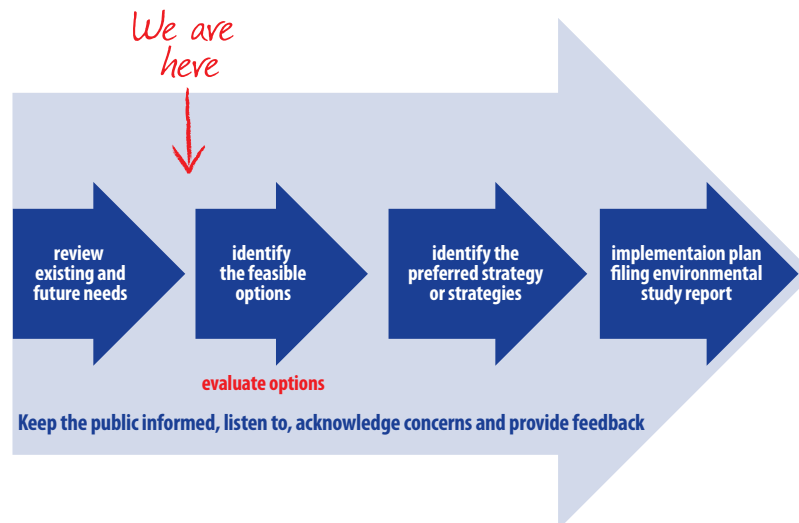 We are
here
review
existing and
future needs
identify
the feasible
options
identify the
preferred strategy
or strategies
implementaion plan
filing environmental
study report
evaluate options
Keep the public informed, listen to, acknowledge concerns and provide feedback